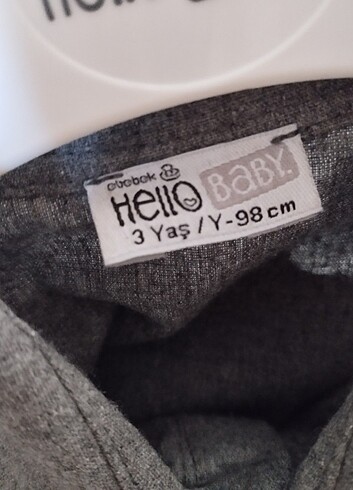 ebebek
Hello BaBY.
3 Yaş / Y-98 cm